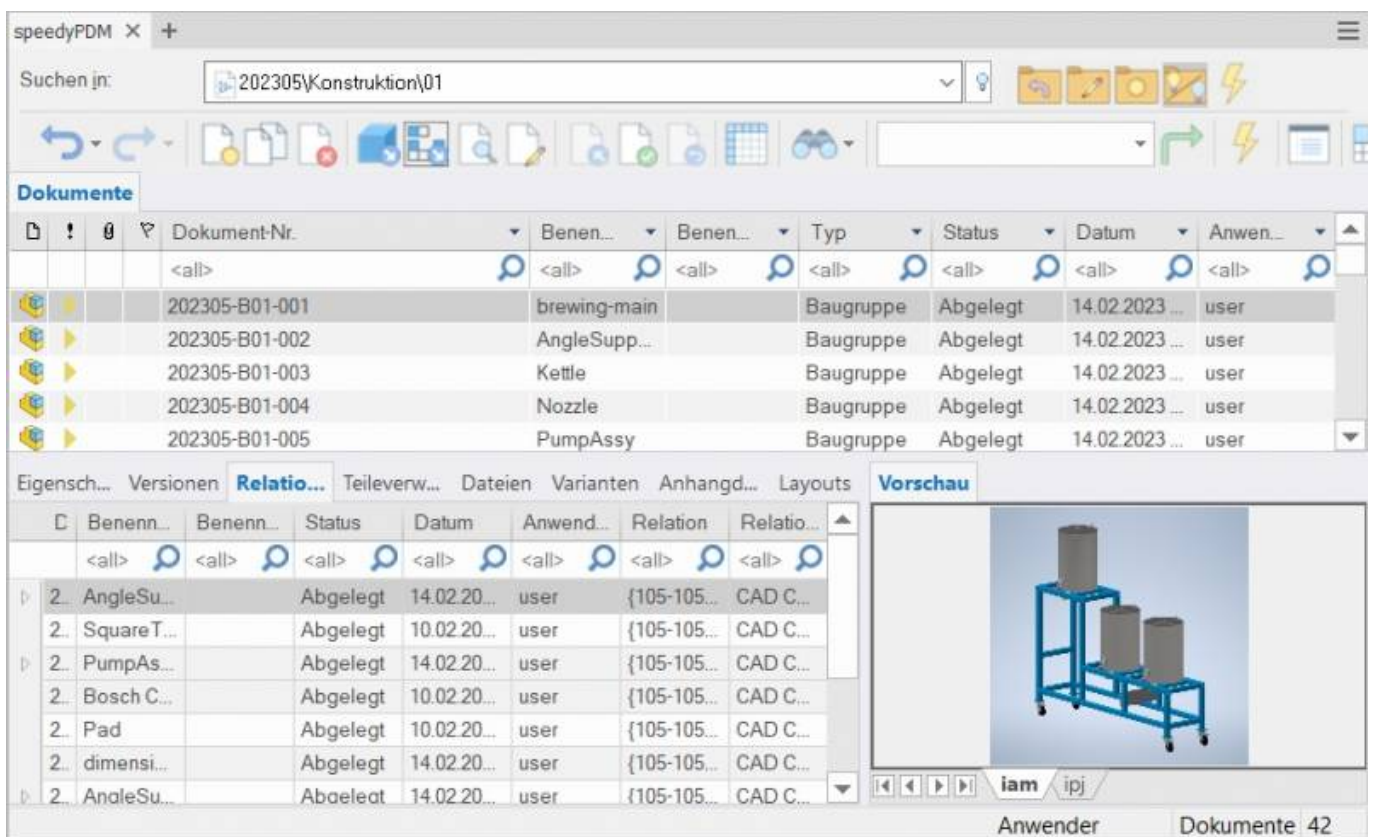 speedyPDM
Suchen in: 202305\Konstruktion\01
Dokumente
Dokument-Nr. Benen... Benen... Typ Status Datum Anwen...
<all> <all> <all> <all> <all> <all> <all>
202305-B01-001 brewing-main Baugruppe Abgelegt 14.02.2023 ... user
202305-B01-002 AngleSupp... Baugruppe Abgelegt 14.02.2023 ... user
202305-B01-003 Kettle Baugruppe Abgelegt 14.02.2023 ... user
202305-B01-004 Nozzle Baugruppe Abgelegt 14.02.2023 ... user
202305-B01-005 PumpAssy Baugruppe Abgelegt 14.02.2023 ... user
Eigensch... Versionen Relatio... Teileverw... Dateien Varianten Anhangd... Layouts Vorschau
Benenn... Benenn... Status Datum Anwend... Relation Relatio...
<all> <all> <all> <all> <all> <all> <all>
2... AngleSu... Abgelegt 14.02.20... user {105-105... CAD C...
2... SquareT... Abgelegt 10.02.20... user {105-105... CAD C...
2... PumpAs... Abgelegt 14.02.20... user {105-105... CAD C...
2... Bosch C... Abgelegt 10.02.20... user {105-105... CAD C...
2... Pad Abgelegt 10.02.20... user {105-105... CAD C...
2... dimensi... Abgelegt 14.02.20... user {105-105... CAD C...
2... AngleSu... Abgelegt 14.02.20... user {105-105... CAD C...
iam ipj
Anwender Dokumente 42